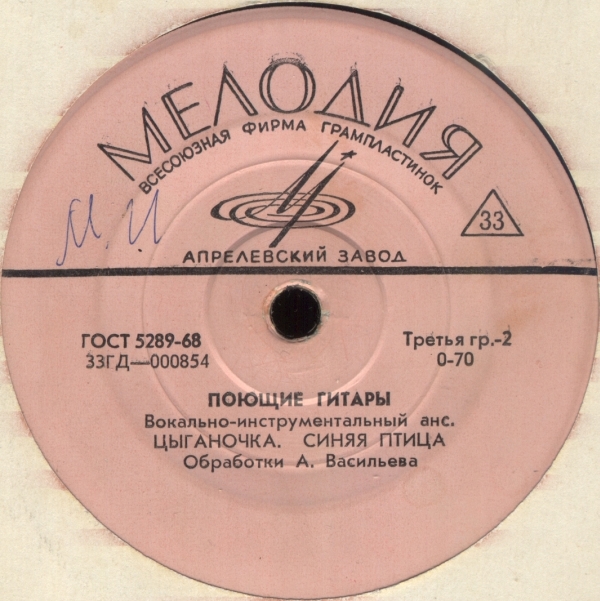 МЕЛОДИЯ
ВСЕСОЮЗНАЯ ФИРМА ГРАМПЛАСТИНОК
33
М И
АПРЕЛЕВСКИЙ ЗАВОД
ГОСТ 5289-68
33ГД—000854
Третья гр.-2
0-70
ПОЮЩИЕ ГИТАРЫ
Вокально-инструментальный анс.
ЦЫГАНОЧКА. СИНЯЯ ПТИЦА
Обработки А. Васильева